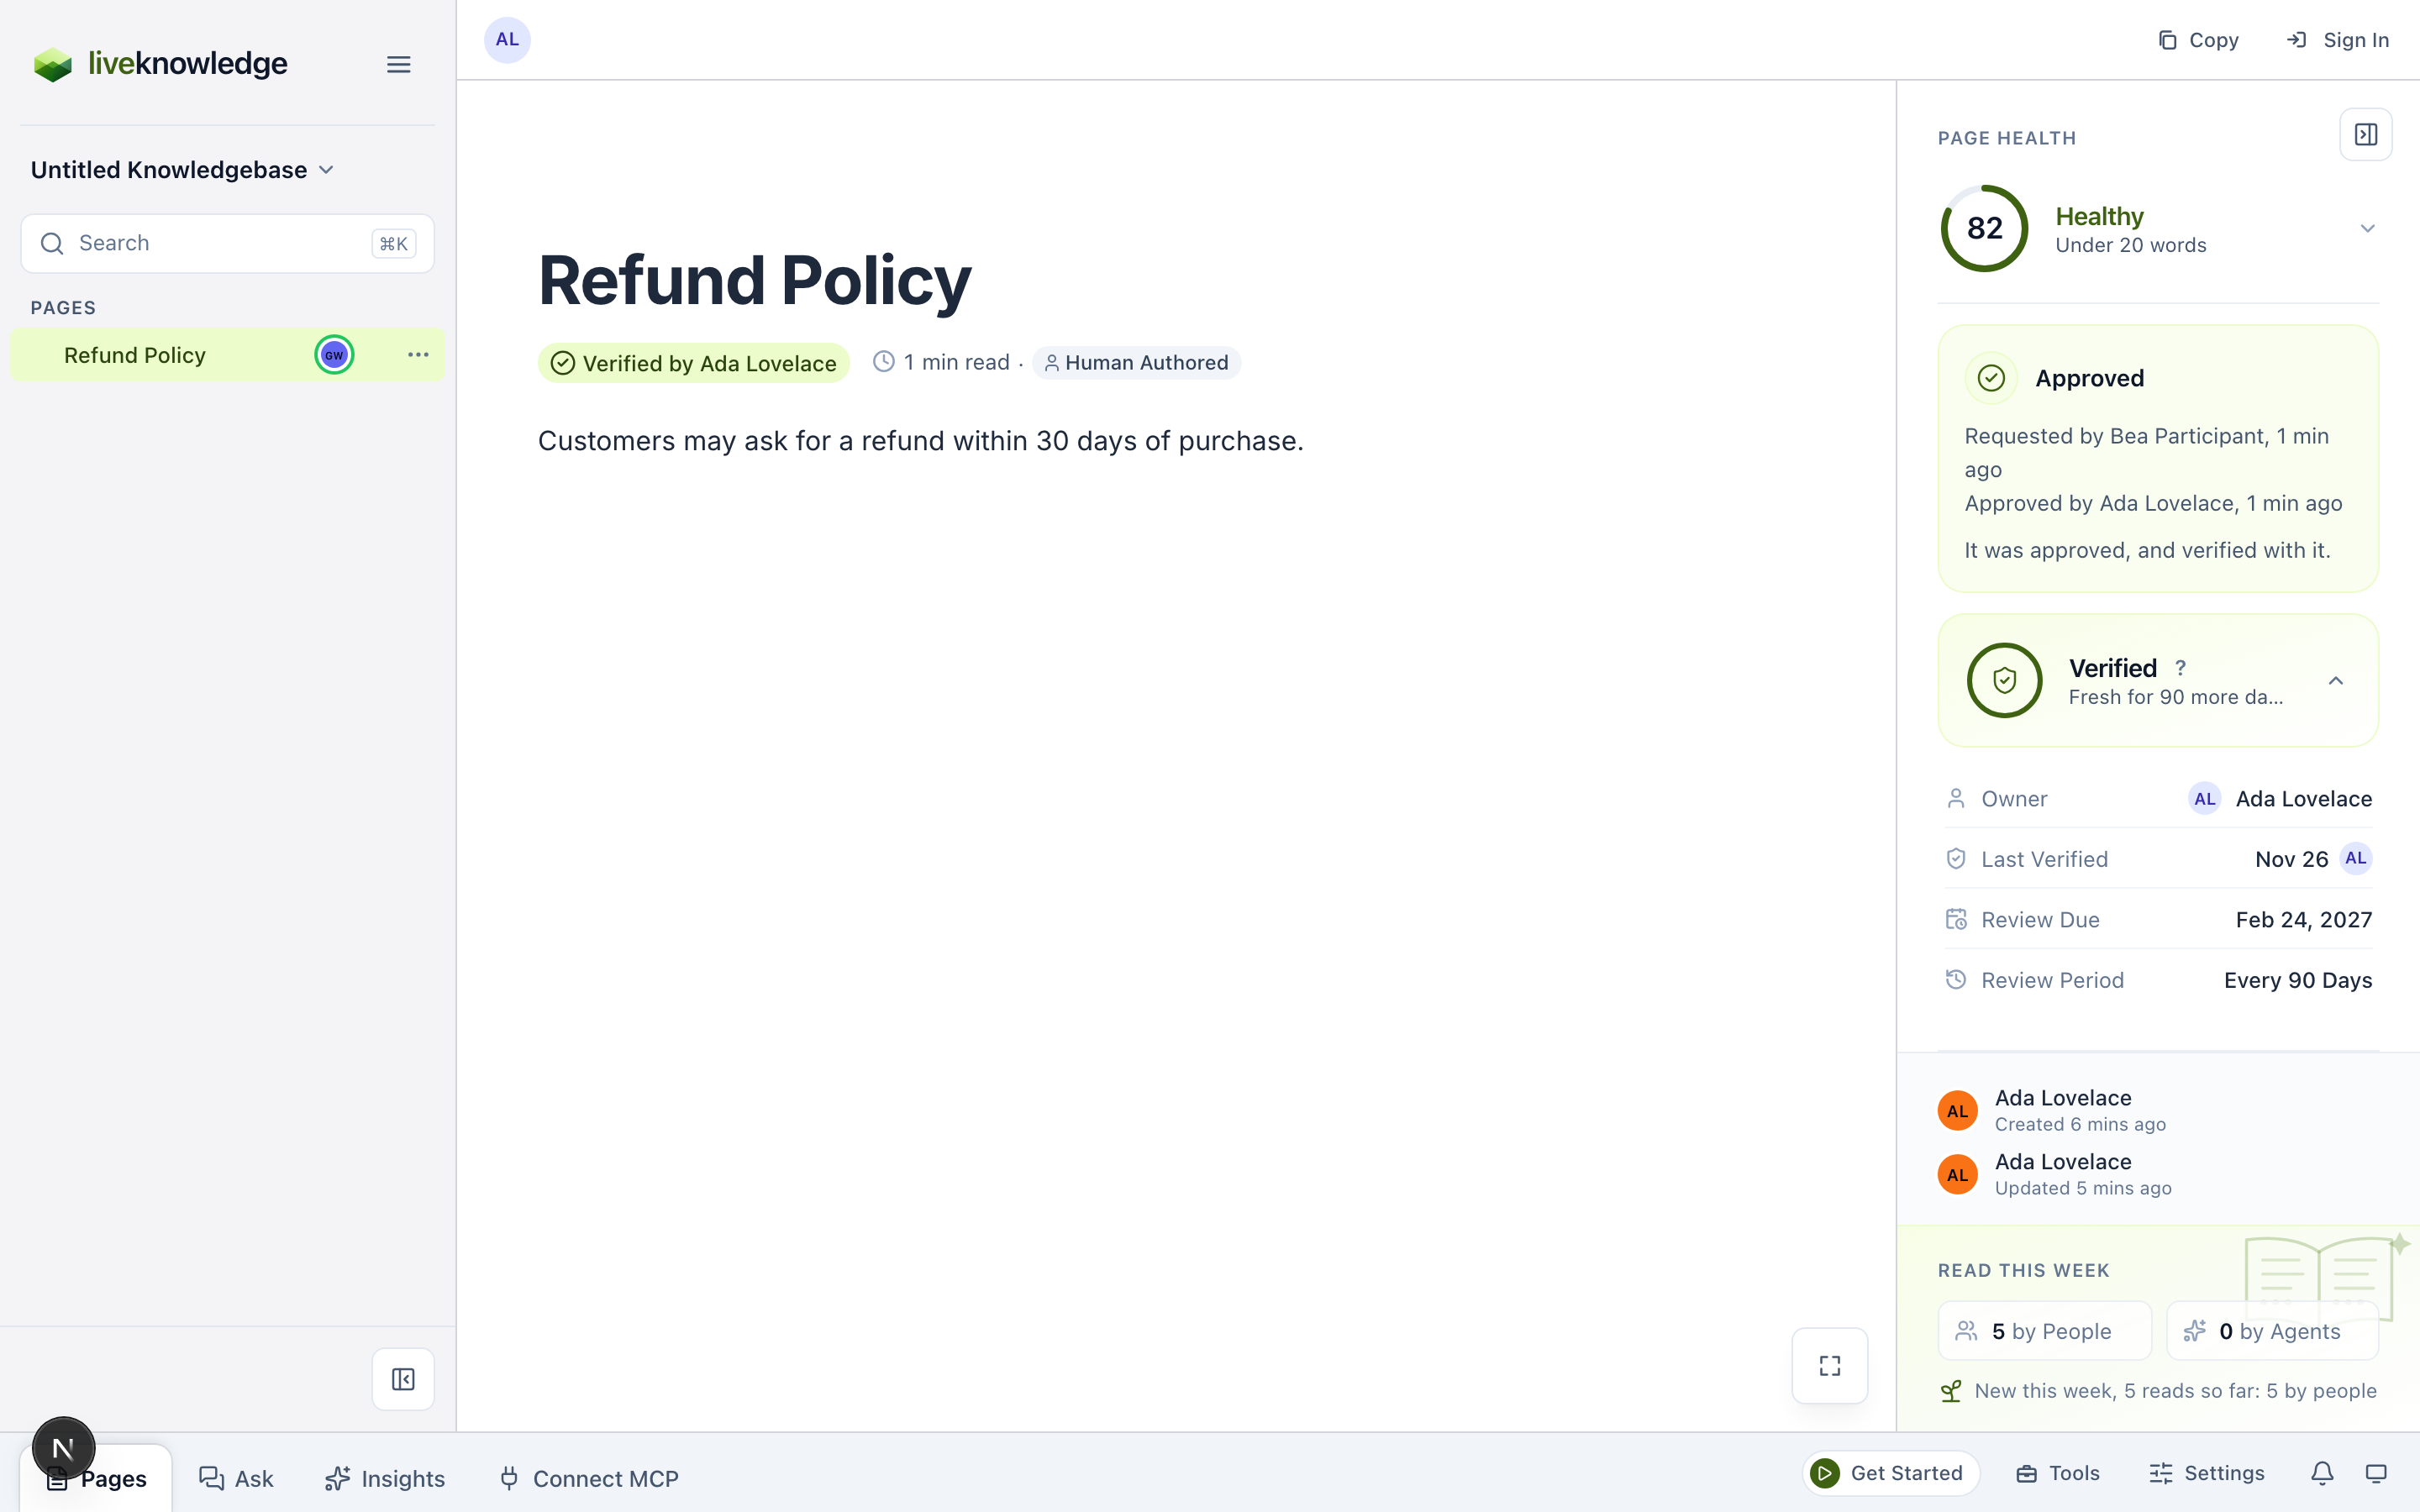 liveknowledge
Untitled Knowledgebase
Search ⌘K
PAGES
Refund Policy GW
AL
Copy
Sign In
Refund Policy
Verified by Ada Lovelace 1 min read · Human Authored
Customers may ask for a refund within 30 days of purchase.
PAGE HEALTH
82
Healthy
Under 20 words
Approved
Requested by Bea Participant, 1 min
ago
Approved by Ada Lovelace, 1 min ago
It was approved, and verified with it.
Verified ?
Fresh for 90 more da...
Owner AL Ada Lovelace
Last Verified Nov 26 AL
Review Due Feb 24, 2027
Review Period Every 90 Days
AL Ada Lovelace
Created 6 mins ago
AL Ada Lovelace
Updated 5 mins ago
READ THIS WEEK
5 by People
0 by Agents
New this week, 5 reads so far: 5 by people
N
Pages
Ask
Insights
Connect MCP
Get Started
Tools
Settings